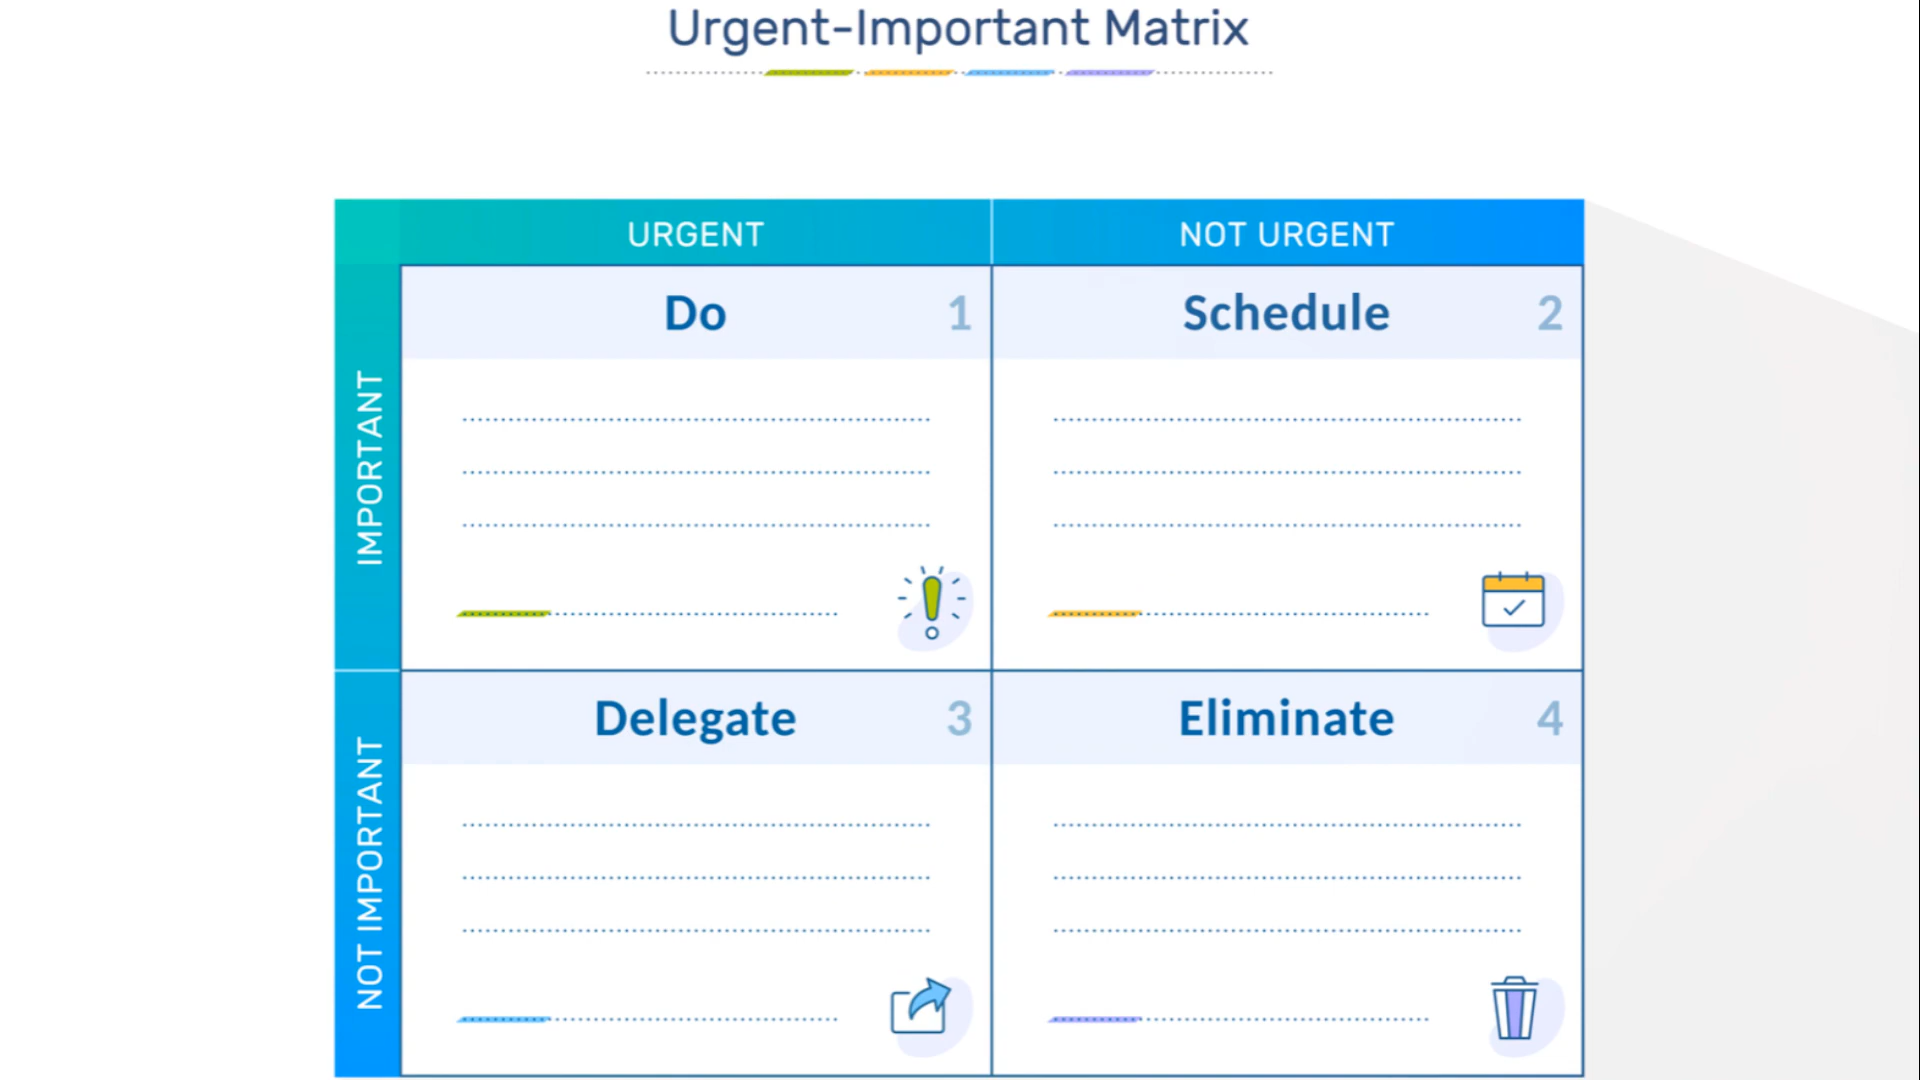 Urgent-Important Matrix
URGENT
NOT URGENT
IMPORTANT
Do 1
Schedule 2
NOT IMPORTANT
Delegate 3
Eliminate 4